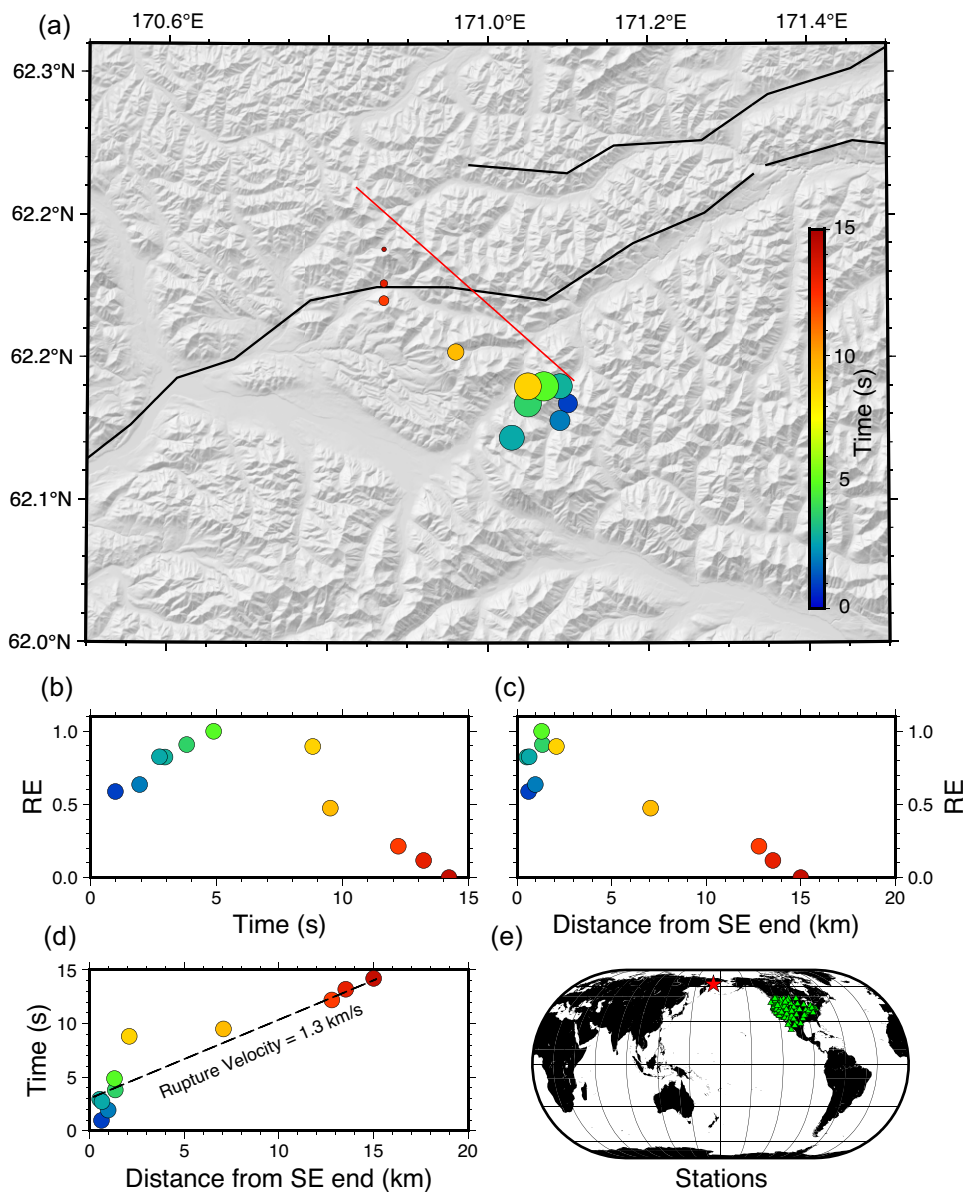 (a)
170.6°E 171.0°E 171.2°E 171.4°E
62.3°N
62.2°N
62.2°N
62.1°N
62.0°N
15
10
5
0
Time (s)
(b)
RE
1.0
0.5
0.0
0 5 10 15
Time (s)
(c)
1.0
0.5
0.0
RE
0 5 10 15 20
Distance from SE end (km)
(d)
Time (s)
15
10
5
0
Rupture Velocity = 1.3 km/s
0 5 10 15 20
Distance from SE end (km)
(e)
Stations